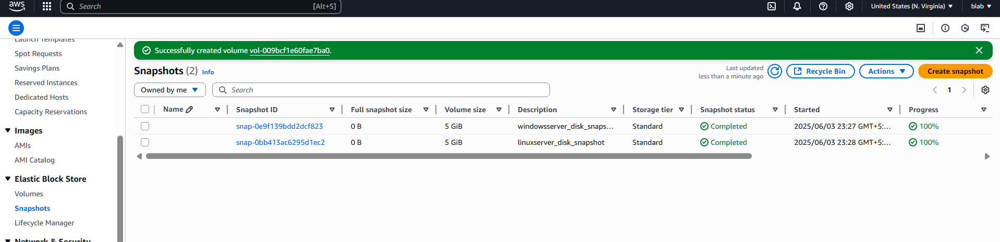 aws
Search [Alt+S]
United States (N. Virginia)
blab
Launch Templates
Spot Requests
Savings Plans
Reserved Instances
Dedicated Hosts
Capacity Reservations
Images
AMIs
AMI Catalog
Elastic Block Store
Volumes
Snapshots
Lifecycle Manager
Network & Security
Successfully created volume vol-009bcf1e60fae7ba0.
Snapshots (2) Info
Last updated
less than a minute ago
Recycle Bin
Actions
Create snapshot
Owned by me
Search
1
Name Snapshot ID Full snapshot size Volume size Description Storage tier Snapshot status Started Progress
snap-0e9f139bdd2dcf823 0 B 5 GiB windowsserver_disk_snaps... Standard Completed 2025/06/03 23:27 GMT+5:... 100%
snap-0bb413ac6295d1ec2 0 B 5 GiB linuxserver_disk_snapshot Standard Completed 2025/06/03 23:28 GMT+5:... 100%